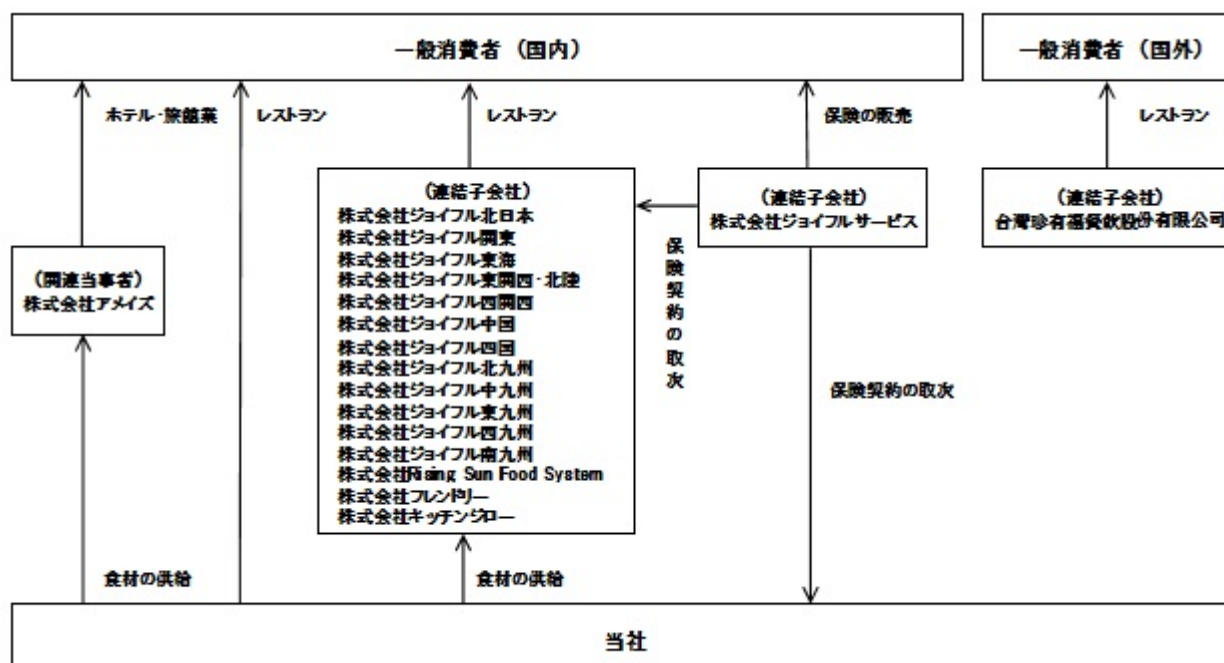 一般消費者（国内）
一般消費者（国外）
ホテル・旅館業
レストラン
レストラン
保険の販売
レストラン
（連結子会社）
株式会社ジョイフル北日本
株式会社ジョイフル関東
株式会社ジョイフル東海
株式会社ジョイフル東関西・北陸
株式会社ジョイフル西関西
株式会社ジョイフル中国
株式会社ジョイフル四国
株式会社ジョイフル北九州
株式会社ジョイフル中九州
株式会社ジョイフル東九州
株式会社ジョイフル西九州
株式会社ジョイフル南九州
株式会社Rising Sun Food System
株式会社フレンドリー
株式会社キッチンジロー
（連結子会社）
株式会社ジョイフルサービス
（連結子会社）
台灣珍有福餐飲股份有限公司
（関連当事者）
株式会社アメイズ
保険契約の取次
保険契約の取次
食材の供給
食材の供給
当社